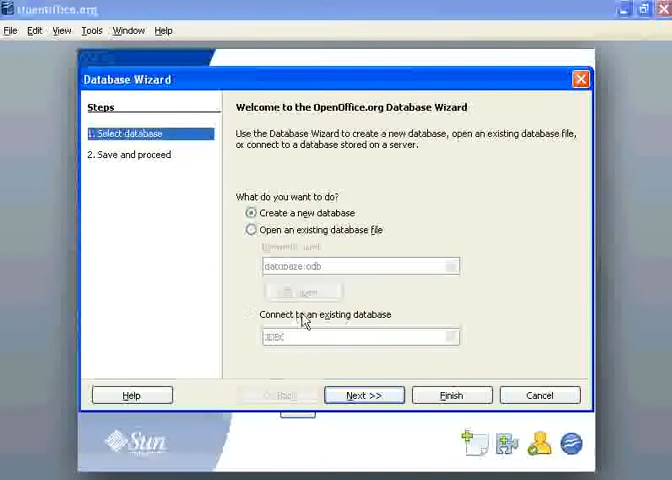 OpenOffice.org
File Edit View Tools Window Help
Database Wizard
Steps
1. Select database
2. Save and proceed
Welcome to the OpenOffice.org Database Wizard
Use the Database Wizard to create a new database, open an existing database file,
or connect to a database stored on a server.
What do you want to do?
Create a new database
Open an existing database file
Connect to an existing database
JDBC
Help
<< Back
Next >>
Finish
Cancel
Sun